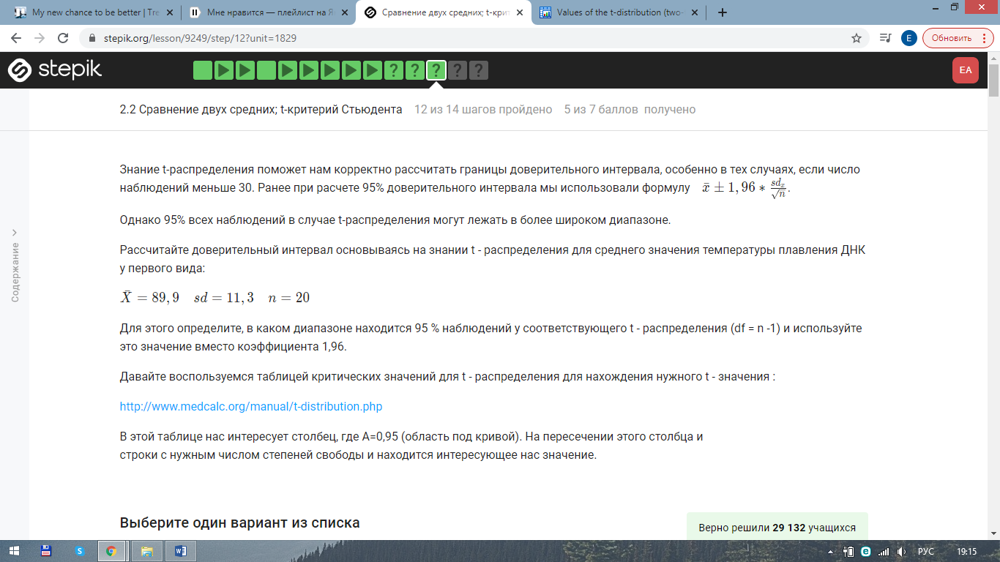 My new chance to be better | Tre
Мне нравится — плейлист на Я
Сравнение двух средних; t-крит
Values of the t-distribution (two-
stepik.org/lesson/9249/step/12?unit=1829
E
Обновить
stepik
? ? ? ? ?
EA
2.2 Сравнение двух средних; t-критерий Стьюдента 12 из 14 шагов пройдено 5 из 7 баллов получено
Знание t-распределения поможет нам корректно рассчитать границы доверительного интервала, особенно в тех случаях, если число
наблюдений меньше 30. Ранее при расчете 95% доверительного интервала мы использовали формулу x̄ ± 1,96 ∗ sdₓ/√n.
Однако 95% всех наблюдений в случае t-распределения могут лежать в более широком диапазоне.
Рассчитайте доверительный интервал основываясь на знании t - распределения для среднего значения температуры плавления ДНК
у первого вида:
X̄ = 89,9 sd = 11,3 n = 20
Для этого определите, в каком диапазоне находится 95 % наблюдений у соответствующего t - распределения (df = n -1) и используйте
это значение вместо коэффициента 1,96.
Давайте воспользуемся таблицей критических значений для t - распределения для нахождения нужного t - значения :
http://www.medcalc.org/manual/t-distribution.php
В этой таблице нас интересует столбец, где A=0,95 (область под кривой). На пересечении этого столбца и
строки с нужным числом степеней свободы и находится интересующее нас значение.
Содержание
Выберите один вариант из списка
Верно решили 29 132 учащихся
РУС
19:15